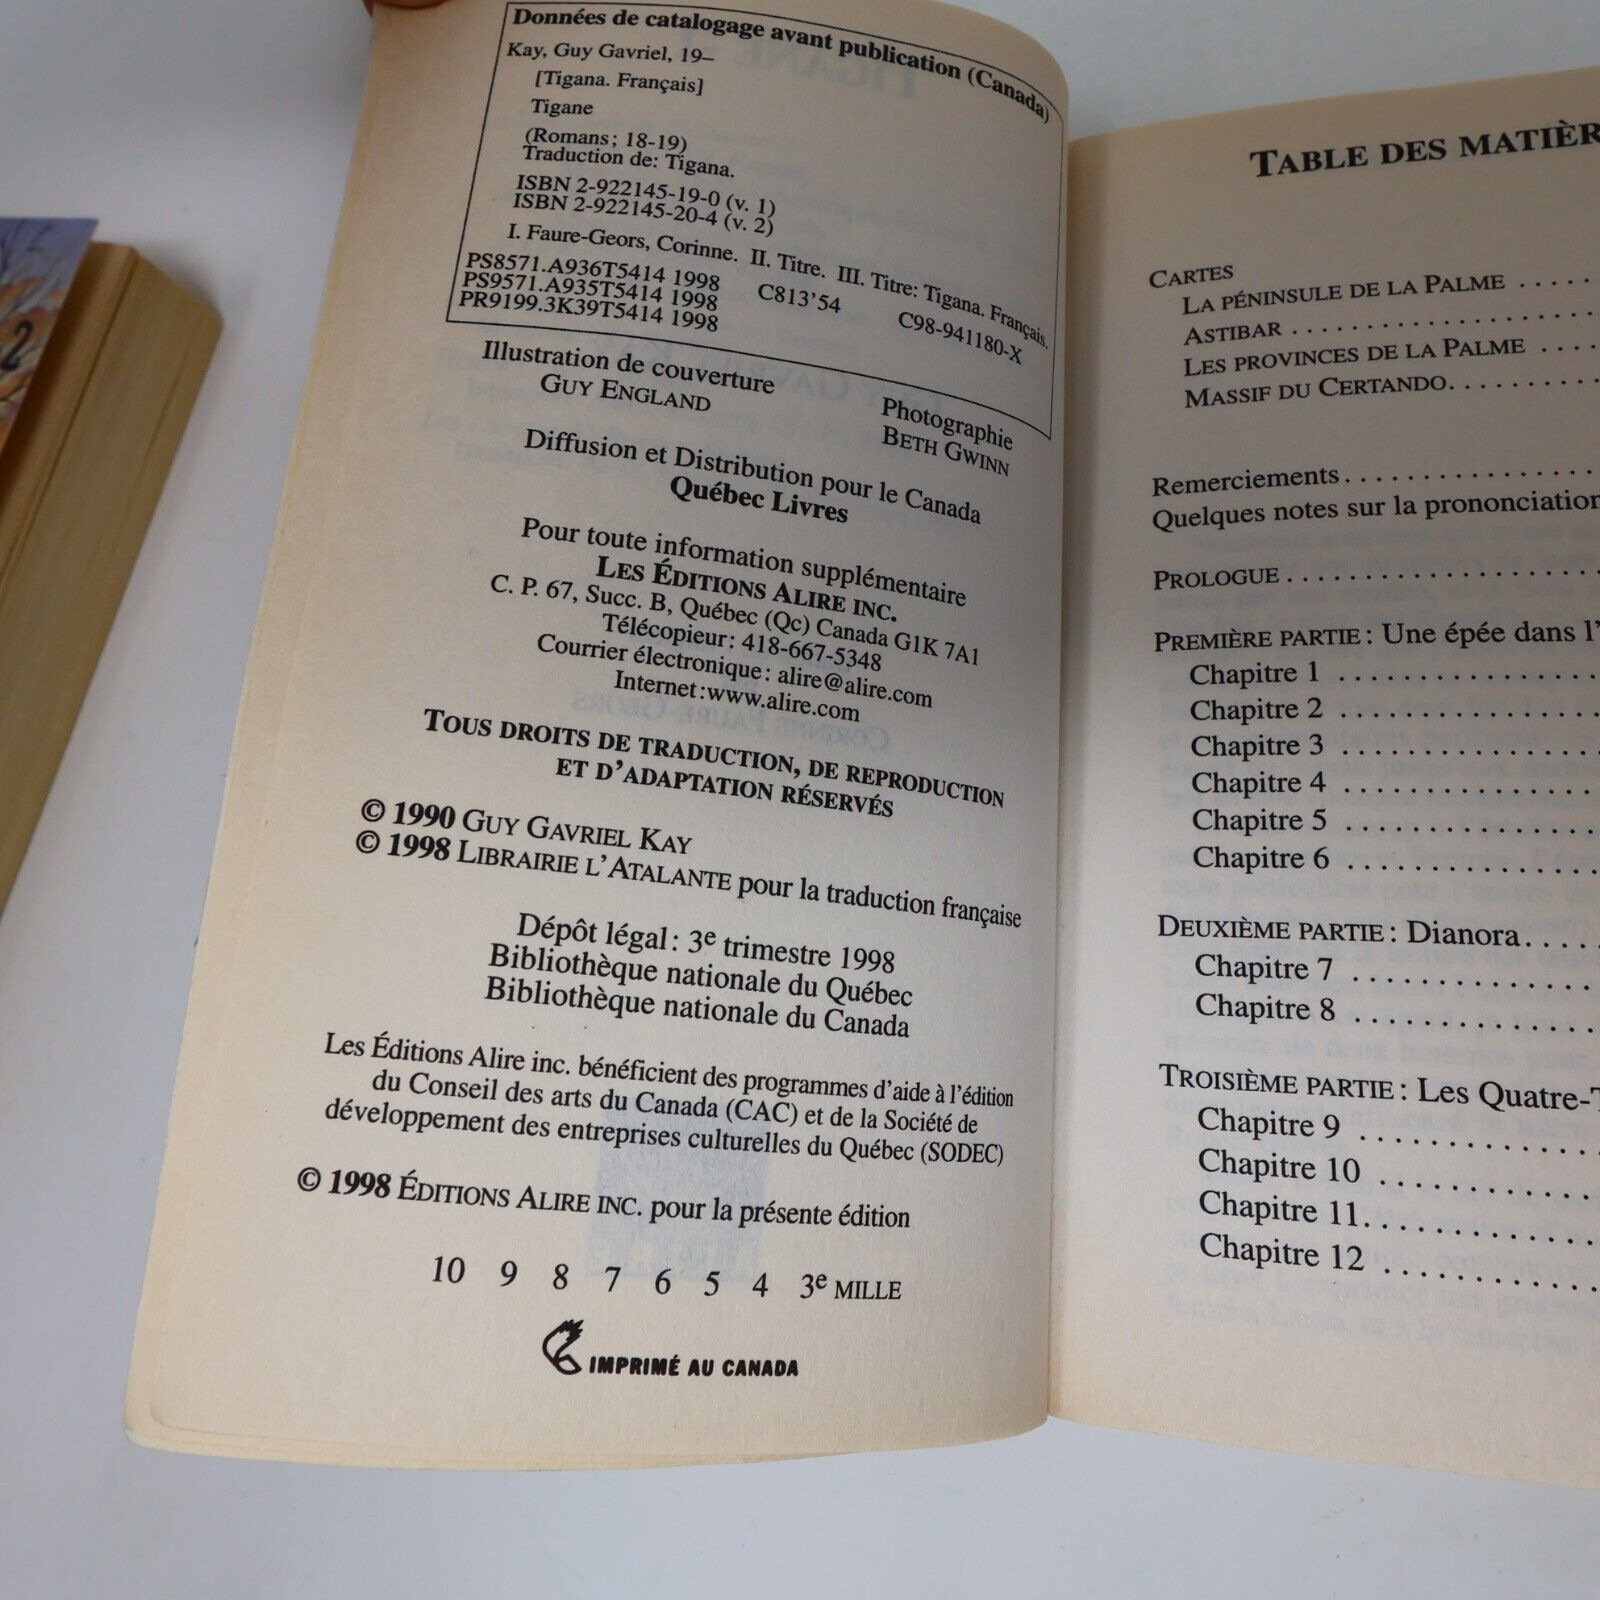 Données de catalogage avant publication (Canada)
Kay, Guy Gavriel, 19–
[Tigana. Français]
Tigane
(Romans ; 18-19)
Traduction de: Tigana.
ISBN 2-922145-19-0 (v. 1)
ISBN 2-922145-20-4 (v. 2)
I. Faure-Geors, Corinne. II. Titre. III. Titre: Tigana. Français.
PS8571.A936T5414 1998
PS9571.A935T5414 1998 C813'54
PR9199.3K39T5414 1998 C98-941180-X
Illustration de couverture
GUY ENGLAND
Photographie
BETH GWINN
Diffusion et Distribution pour le Canada
Québec Livres
Pour toute information supplémentaire
LES ÉDITIONS ALIRE INC.
C. P. 67, Succ. B, Québec (Qc) Canada G1K 7A1
Télécopieur : 418-667-5348
Courrier électronique : alire@alire.com
Internet : www.alire.com
TOUS DROITS DE TRADUCTION, DE REPRODUCTION
ET D'ADAPTATION RÉSERVÉS
© 1990 GUY GAVRIEL KAY
© 1998 LIBRAIRIE L'ATALANTE pour la traduction française
Dépôt légal : 3e trimestre 1998
Bibliothèque nationale du Québec
Bibliothèque nationale du Canada
Les Éditions Alire inc. bénéficient des programmes d'aide à l'édition
du Conseil des arts du Canada (CAC) et de la Société de
développement des entreprises culturelles du Québec (SODEC)
© 1998 ÉDITIONS ALIRE INC. pour la présente édition
10 9 8 7 6 5 4 3e MILLE
IMPRIMÉ AU CANADA
2
TABLE DES MATIÈR
CARTES
LA PÉNINSULE DE LA PALME . . . . .
ASTIBAR . . . . . . . . . . . . . . . . . . . .
LES PROVINCES DE LA PALME . . . .
MASSIF DU CERTANDO. . . . . . . . . .
Remerciements. . . . . . . . . . . . . . . . .
Quelques notes sur la prononciation
PROLOGUE . . . . . . . . . . . . . . . . . . . .
PREMIÈRE PARTIE : Une épée dans l'
Chapitre 1 . . . . . . . . . . . . . . . . .
Chapitre 2 . . . . . . . . . . . . . . . . .
Chapitre 3 . . . . . . . . . . . . . . . . .
Chapitre 4 . . . . . . . . . . . . . . . . .
Chapitre 5 . . . . . . . . . . . . . . . . .
Chapitre 6 . . . . . . . . . . . . . . . . .
DEUXIÈME PARTIE : Dianora. . . . .
Chapitre 7 . . . . . . . . . . . . . . .
Chapitre 8 . . . . . . . . . . . . . . .
TROISIÈME PARTIE : Les Quatre-T
Chapitre 9 . . . . . . . . . . . . . . .
Chapitre 10 . . . . . . . . . . . . .
Chapitre 11. . . . . . . . . . . . . .
Chapitre 12 . . . . . . . . . . . . .